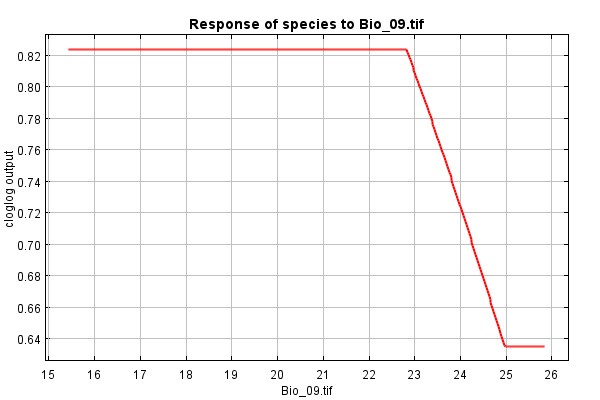 Response of species to Bio_09.tif
cloglog output
0.82
0.80
0.78
0.76
0.74
0.72
0.70
0.68
0.66
0.64
15 16 17 18 19 20 21 22 23 24 25 26
Bio_09.tif